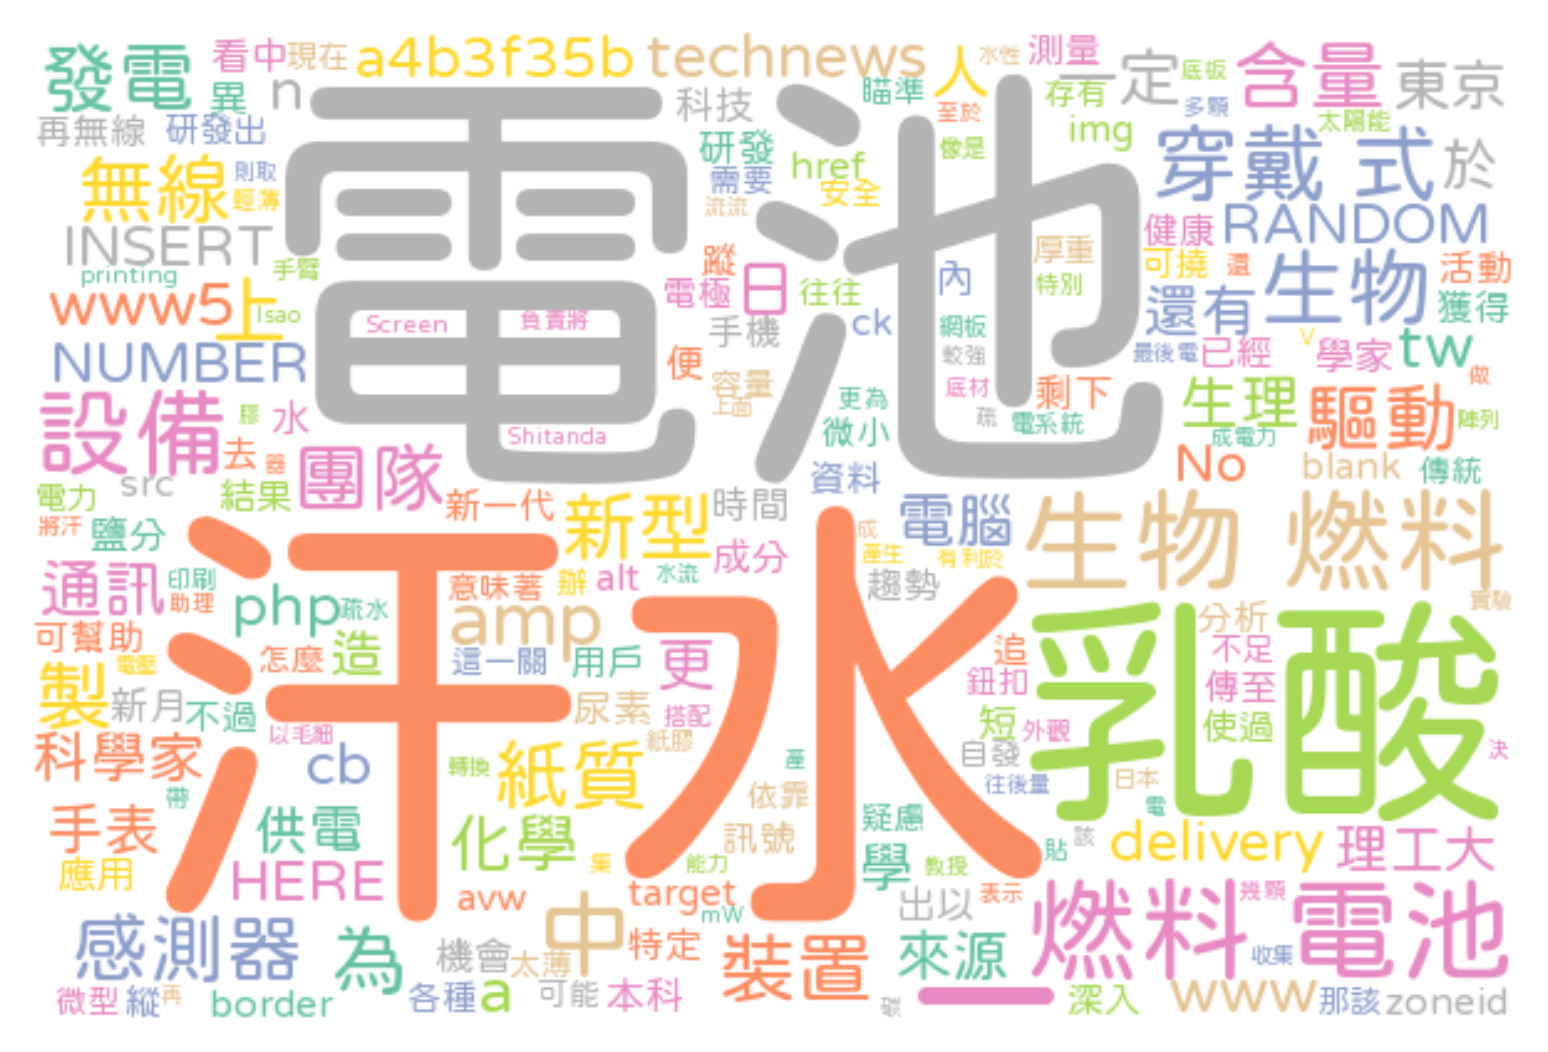 發電 看中 現在 a4b3f35b technews 人 水性 測量 一定 底板 含量 東京
異 n 科技 瞄準 至於 存有 多顆 太陽能
再無線 研發出 研發 href 像是 img 穿戴 式 於
無線 則取 輕薄 電池 需要 安全 流流
INSERT 健康 RANDOM
printing 手臂 蹤 日 往往 內 厚重 特別 可撓 還 生物 活動
www5 上 Isao Screen 負責將 電極 手機 ck 網板 還有 獲得
NUMBER 便 較強 最後電 已經 V 學家 tw
設備 膠 水 容量 上面 更為 底材 剩下 生理 驅動 做
去 器 Shitanda 微小 疏 電系統 成電力 陣列
電力 src 結果 團隊 新一代 資料 No blank 傳統
將汗 鹽分 新型 時間 電腦 生物 燃料
汗水 成分 成 產生 有利於
通訊 印刷 助理 意味著 辦 alt 水流 趨勢 實驗
php 疏水 amp 乳酸 分析
可幫助 電壓 怎麼 造 這一關 用戶 更 追 不足
製 新月 不過 尿素 搭配 鈕扣 傳至
以毛細 紙膠 短 外觀 使過
科學家 cb 轉換 紙質 產 自發 決
帶 依靠 往後量 日本 電
手表 供電 化學 訊號 疑慮 貼 該 delivery 理工大
應用 HERE 集 能力 學 教授
avw target mW 出以 表示 燃料電池 幾顆
感測器 為 中 機會 太薄 特定 裝置 來源 收集
微型 縱 再 border 各種 a 可能 本科 碳 一 深入 www 那該 zoneid